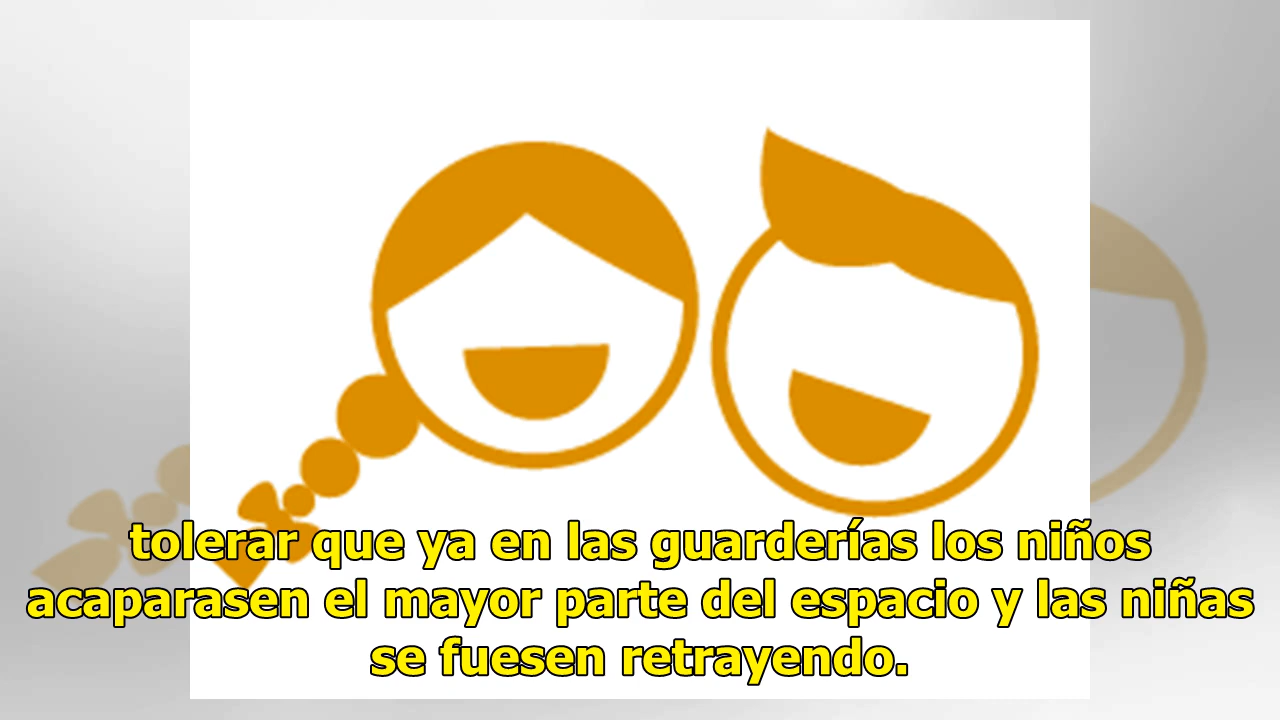 tolerar que ya en las guarderías los niños
acaparasen el mayor parte del espacio y las niñas
se fuesen retrayendo.